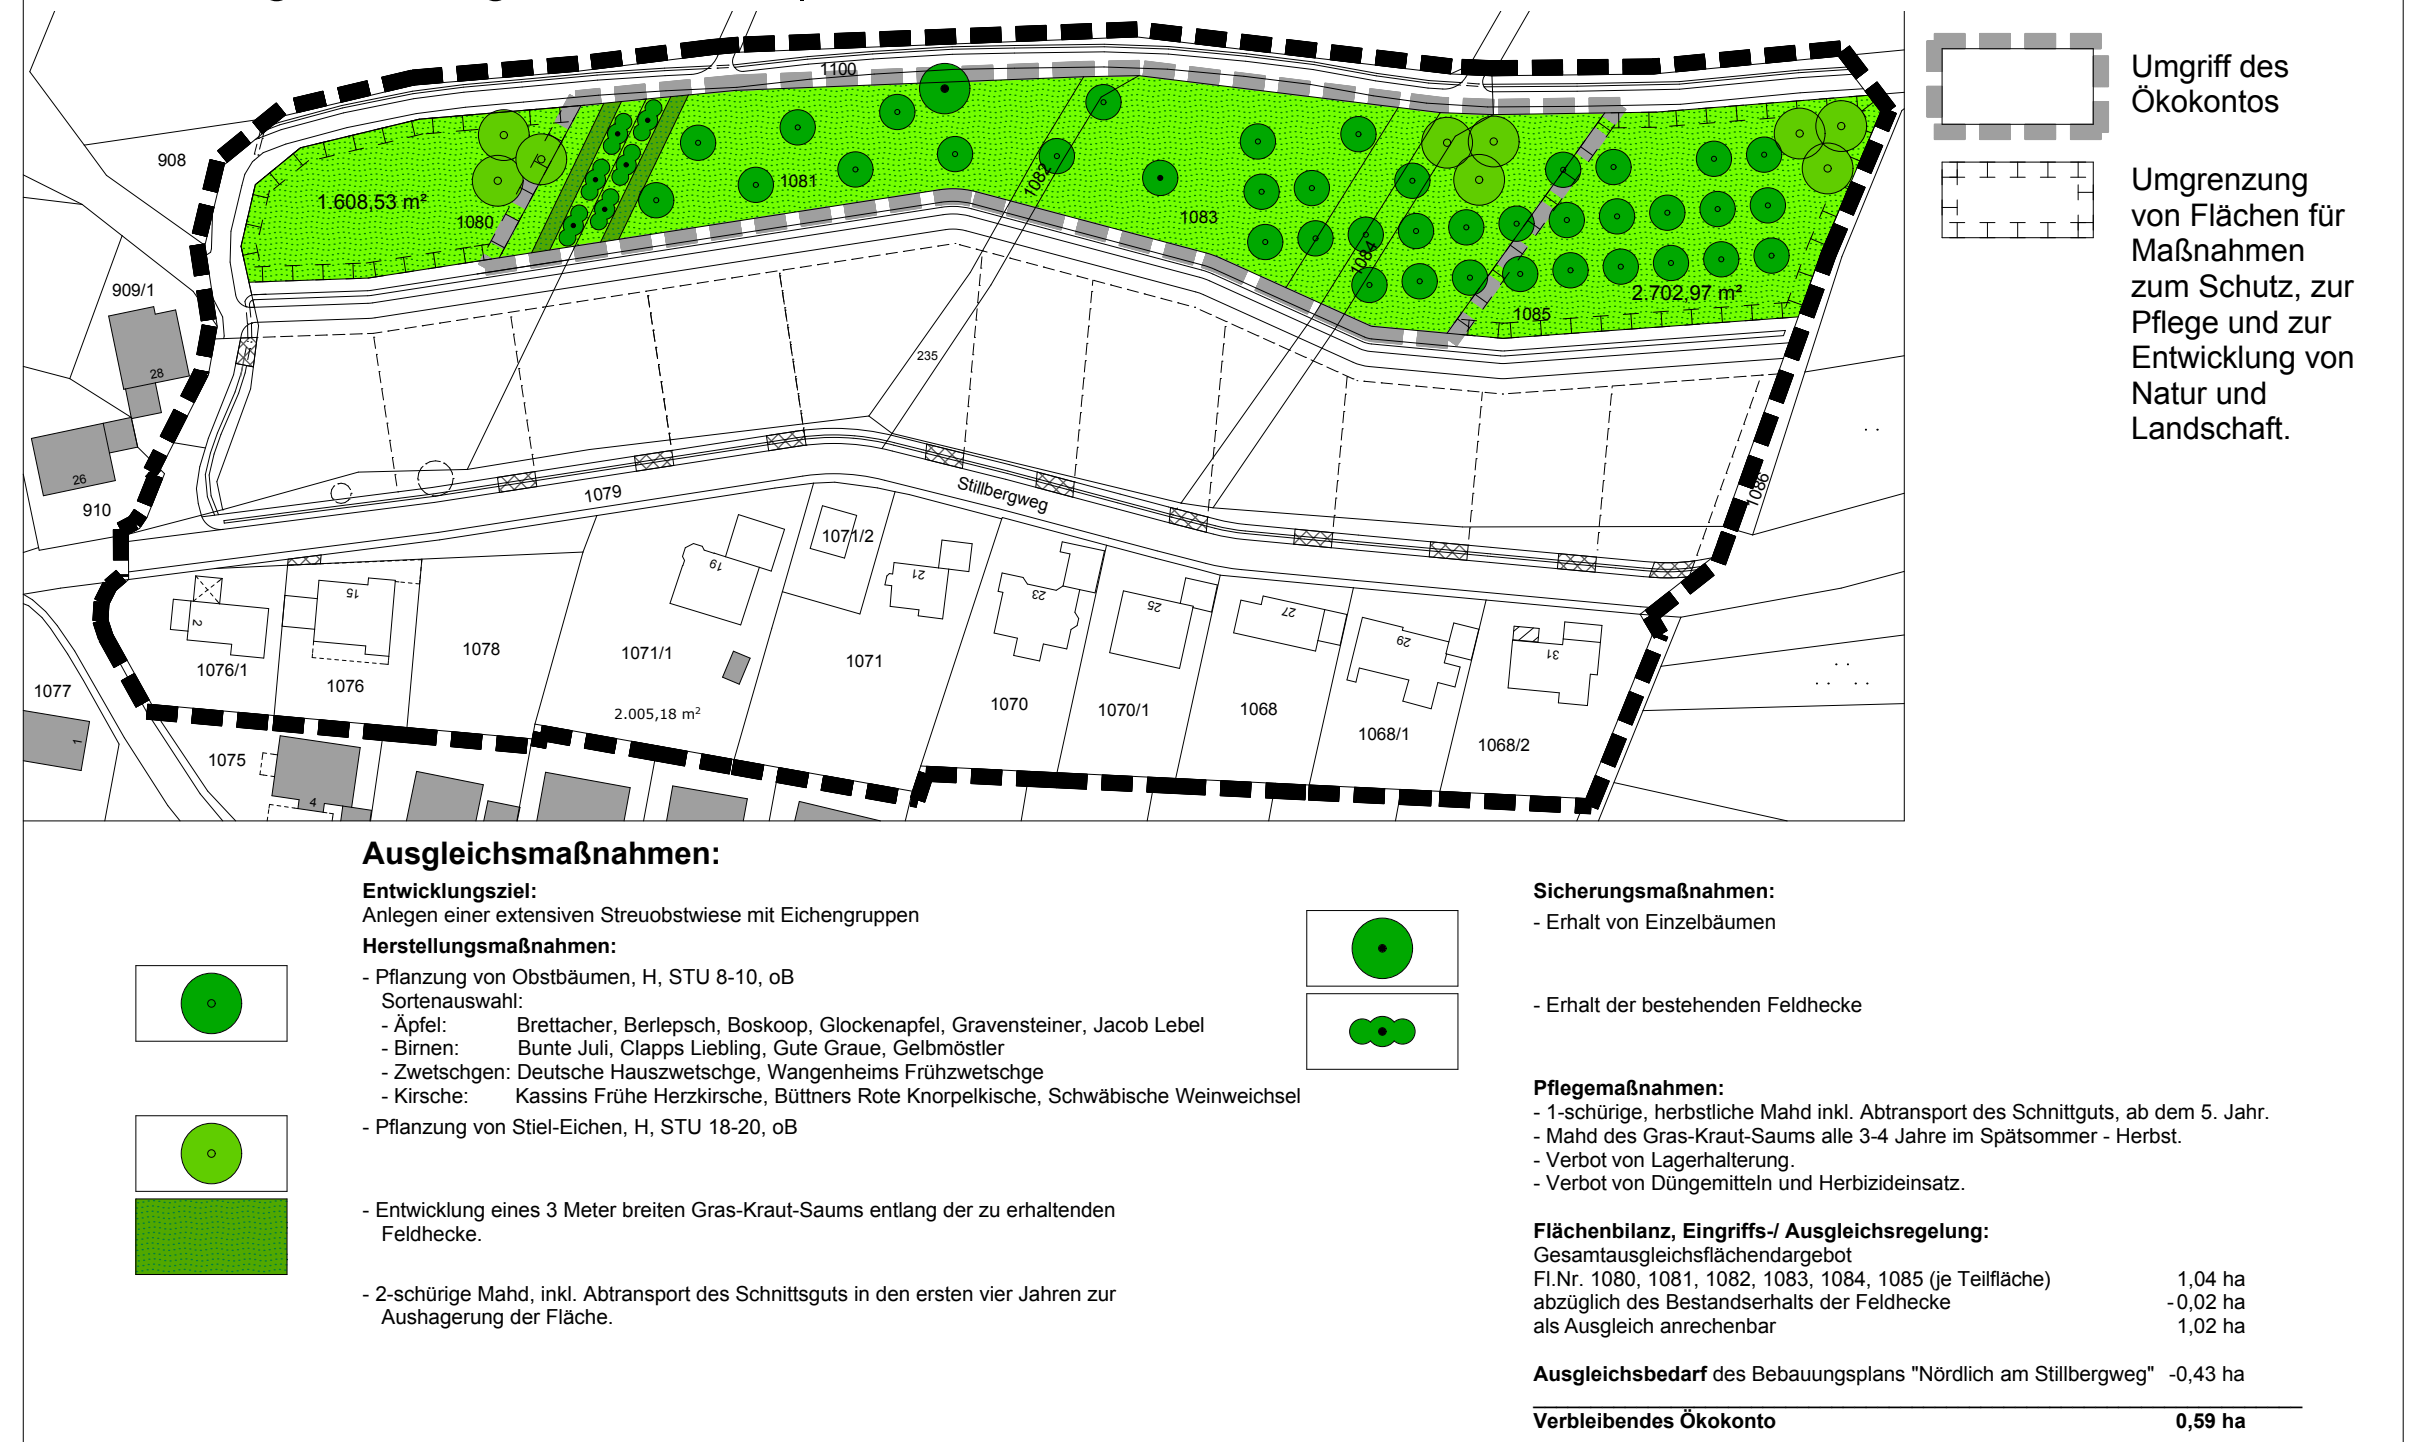 1100
908
1.608,53 m²
1080
1081
1082
1083
1084
1085
2.702,97 m²
909/1
28
235
26
910
1079
Stillbergweg
1086
1071/2
19
21
23
25
27
29
31
15
2
1076/1
1076
1078
1071/1
1071
1070
1070/1
1068
1068/1
1068/2
2.005,18 m²
1077
1
1075
4
Umgriff des
Ökokontos
Umgrenzung
von Flächen für
Maßnahmen
zum Schutz, zur
Pflege und zur
Entwicklung von
Natur und
Landschaft.
Ausgleichsmaßnahmen:
Entwicklungsziel:
Anlegen einer extensiven Streuobstwiese mit Eichengruppen
Herstellungsmaßnahmen:
- Pflanzung von Obstbäumen, H, STU 8-10, oB
Sortenauswahl:
- Äpfel: Brettacher, Berlepsch, Boskoop, Glockenapfel, Gravensteiner, Jacob Lebel
- Birnen: Bunte Juli, Clapps Liebling, Gute Graue, Gelbmöstler
- Zwetschgen: Deutsche Hauszwetschge, Wangenheims Frühzwetschge
- Kirsche: Kassins Frühe Herzkirsche, Büttners Rote Knorpelkische, Schwäbische Weinweichsel
- Pflanzung von Stiel-Eichen, H, STU 18-20, oB
- Entwicklung eines 3 Meter breiten Gras-Kraut-Saums entlang der zu erhaltenden
Feldhecke.
- 2-schürige Mahd, inkl. Abtransport des Schnittsguts in den ersten vier Jahren zur
Aushagerung der Fläche.
Sicherungsmaßnahmen:
- Erhalt von Einzelbäumen
- Erhalt der bestehenden Feldhecke
Pflegemaßnahmen:
- 1-schürige, herbstliche Mahd inkl. Abtransport des Schnittguts, ab dem 5. Jahr.
- Mahd des Gras-Kraut-Saums alle 3-4 Jahre im Spätsommer - Herbst.
- Verbot von Lagerhalterung.
- Verbot von Düngemitteln und Herbizideinsatz.
Flächenbilanz, Eingriffs-/ Ausgleichsregelung:
Gesamtausgleichsflächendargebot
Fl.Nr. 1080, 1081, 1082, 1083, 1084, 1085 (je Teilfläche) 1,04 ha
abzüglich des Bestandserhalts der Feldhecke -0,02 ha
als Ausgleich anrechenbar 1,02 ha
Ausgleichsbedarf des Bebauungsplans "Nördlich am Stillbergweg" -0,43 ha
Verbleibendes Ökokonto 0,59 ha